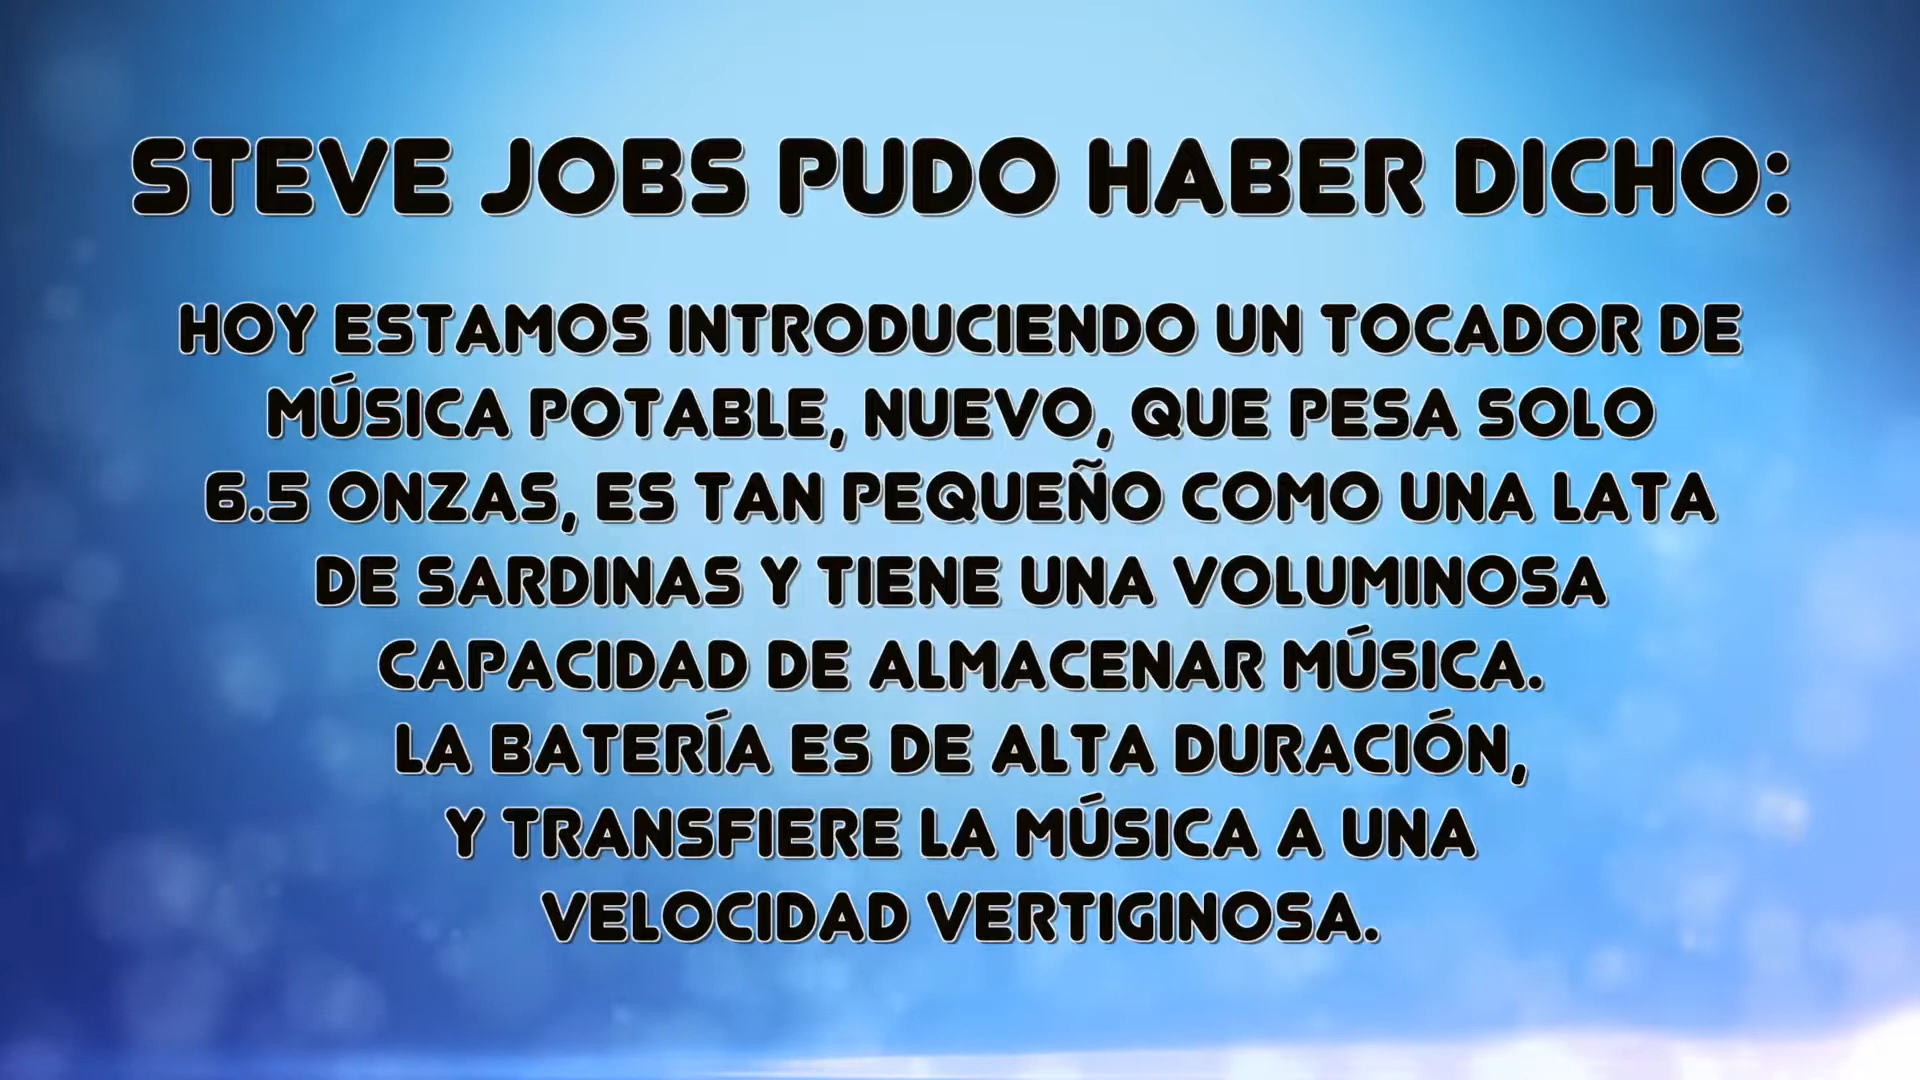 STEVE JOBS PUDO HABER DICHO:
HOY ESTAMOS INTRODUCIENDO UN TOCADOR DE
MÚSICA POTABLE, NUEVO, QUE PESA SOLO
6.5 ONZAS, ES TAN PEQUEÑO COMO UNA LATA
DE SARDINAS Y TIENE UNA VOLUMINOSA
CAPACIDAD DE ALMACENAR MÚSICA.
LA BATERÍA ES DE ALTA DURACIÓN,
Y TRANSFIERE LA MÚSICA A UNA
VELOCIDAD VERTIGINOSA.